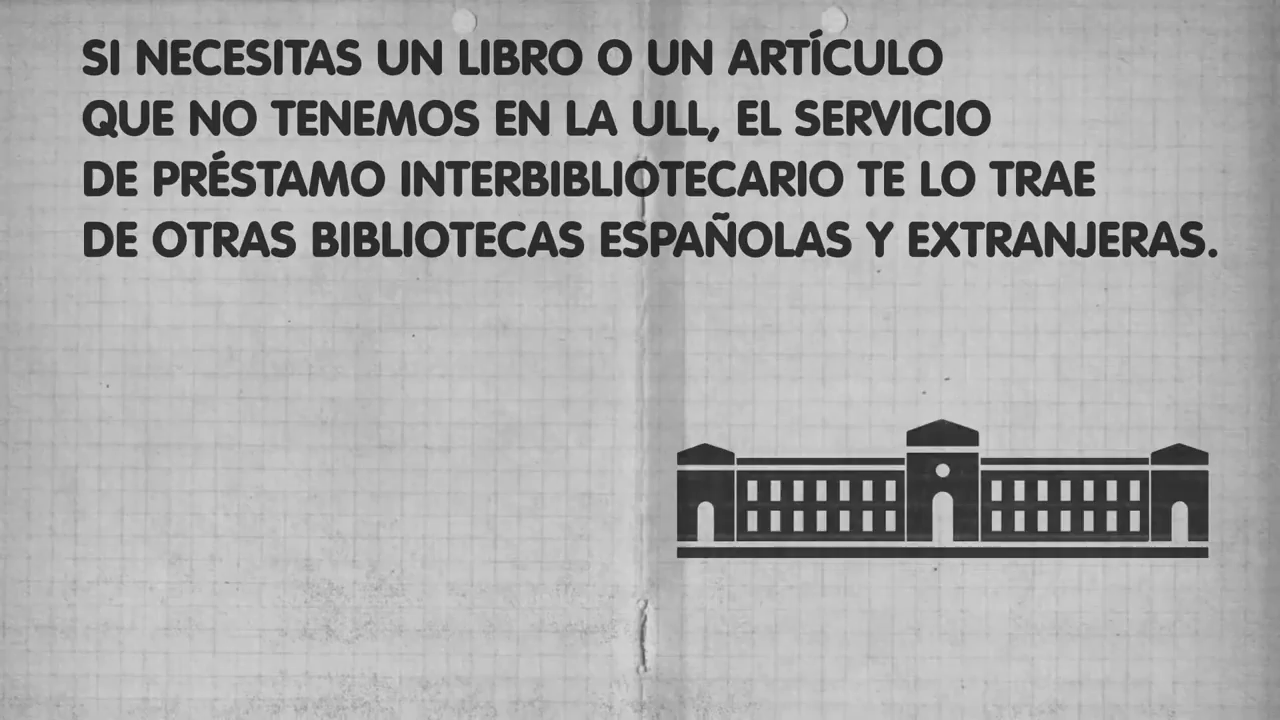 SI NECESITAS UN LIBRO O UN ARTÍCULO
QUE NO TENEMOS EN LA ULL, EL SERVICIO
DE PRÉSTAMO INTERBIBLIOTECARIO TE LO TRAE
DE OTRAS BIBLIOTECAS ESPAÑOLAS Y EXTRANJERAS.